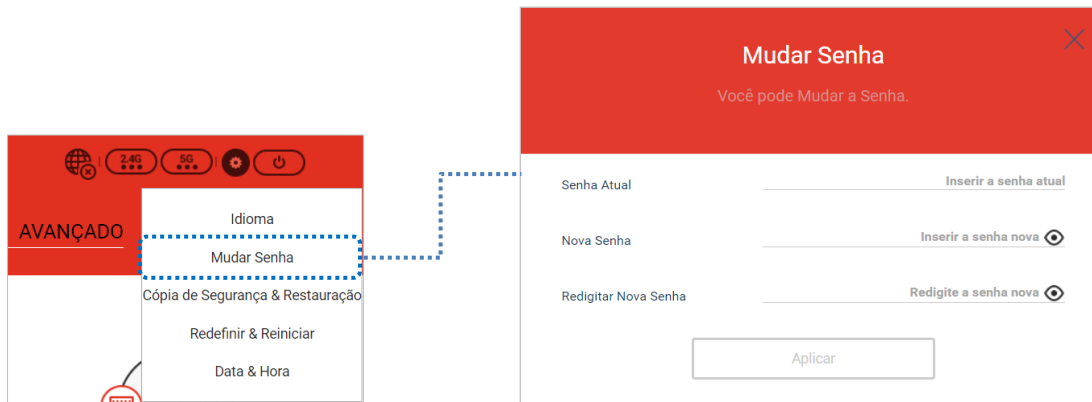 2.4G
5G
AVANÇADO
Idioma
Mudar Senha
Cópia de Segurança & Restauração
Redefinir & Reiniciar
Data & Hora
Mudar Senha
Você pode Mudar a Senha.
Senha Atual Inserir a senha atual
Nova Senha Inserir a senha nova
Redigitar Nova Senha Redigite a senha nova
Aplicar